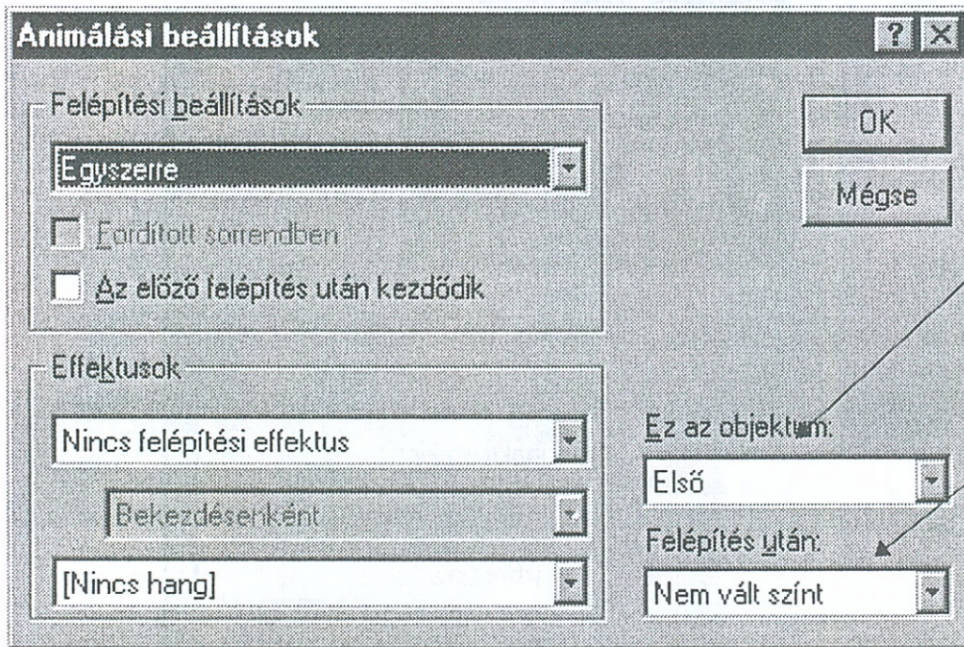 Animálási beállítások
Felépítési beállítások
Egyszerre
Fordított sorrendben
Az előző felépítés után kezdődik
OK
Mégse
Effektusok
Nincs felépítési effektus
Bekezdésenként
[Nincs hang]
Ez az objektum:
Első
Felépítés után:
Nem vált színt